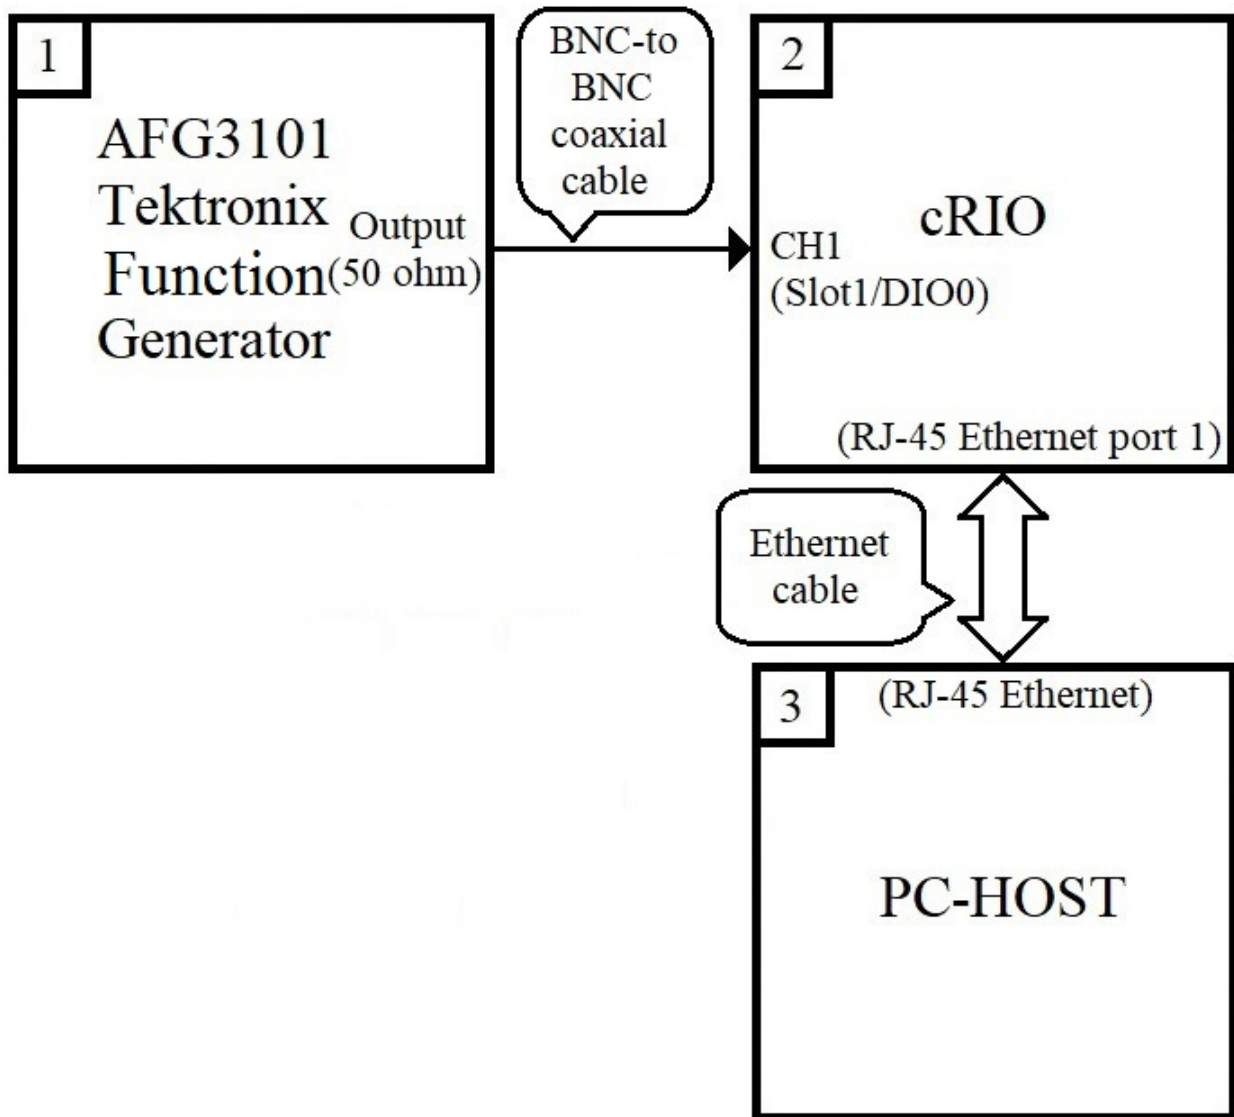 1
AFG3101
Tektronix
Function
Generator
Output
(50 ohm)
BNC-to
BNC
coaxial
cable
2
cRIO
CH1
(Slot1/DIO0)
(RJ-45 Ethernet port 1)
Ethernet
cable
3
(RJ-45 Ethernet)
PC-HOST